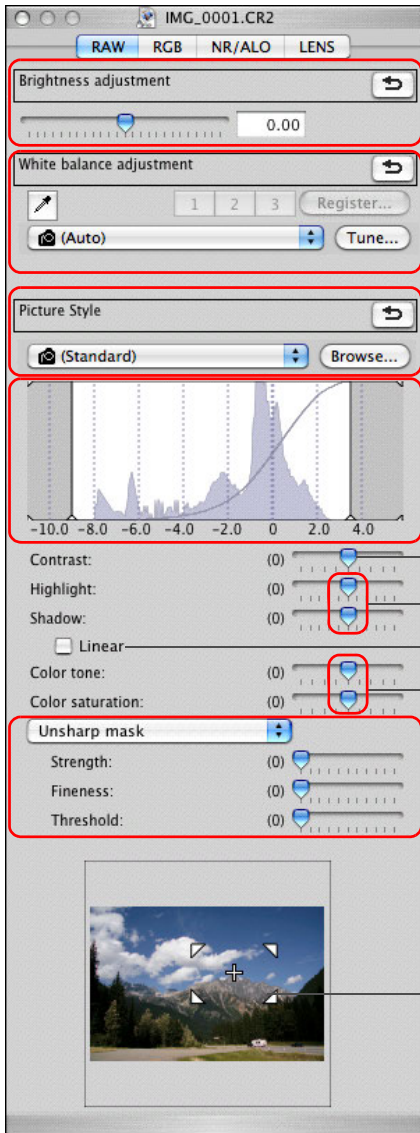 IMG_0001.CR2
RAW RGB NR/ALO LENS
Brightness adjustment
0.00
White balance adjustment
1 2 3 Register...
(Auto) Tune...
Picture Style
(Standard) Browse...
-10.0 -8.0 -6.0 -4.0 -2.0 0 2.0 4.0
Contrast: (0)
Highlight: (0)
Shadow: (0)
Linear
Color tone: (0)
Color saturation: (0)
Unsharp mask
Strength: (0)
Fineness: (0)
Threshold: (0)